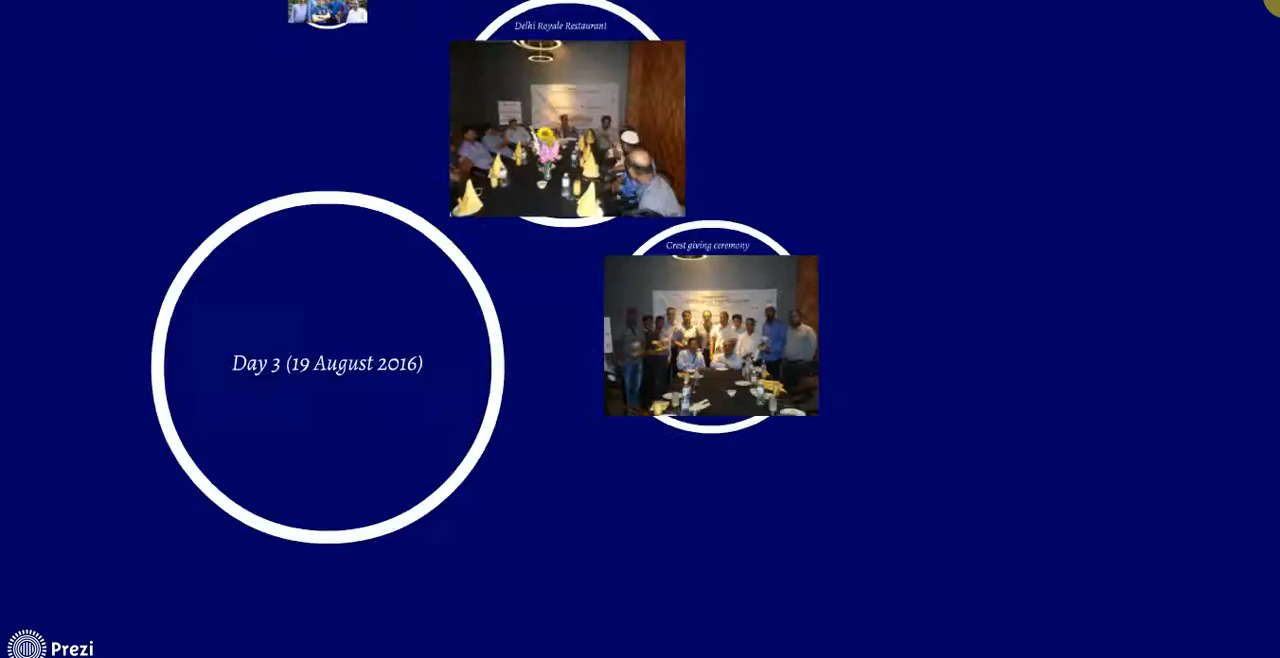 Delhi Royale Restaurant
Crest giving ceremony
Day 3 (19 August 2016)
Prezi